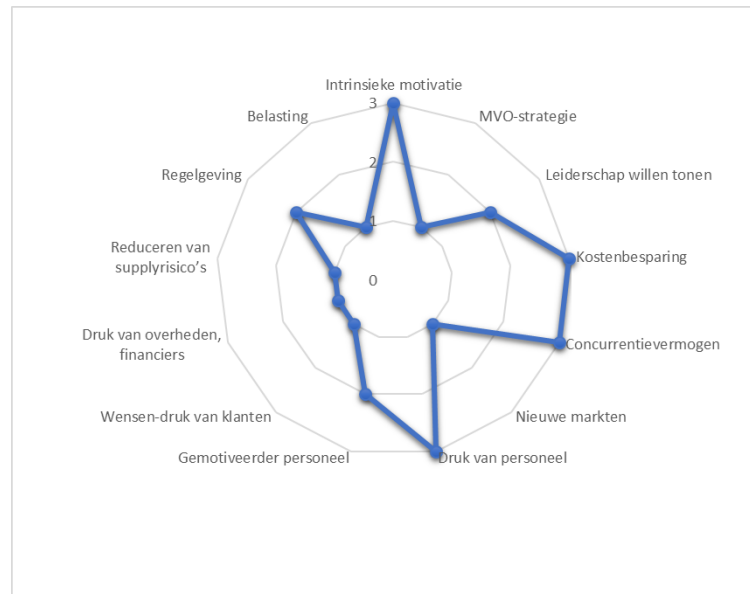 Intrinsieke motivatie
MVO-strategie
Leiderschap willen tonen
Kostenbesparing
Concurrentievermogen
Nieuwe markten
Druk van personeel
Gemotiveerder personeel
Wensen-druk van klanten
Druk van overheden,
financiers
Reduceren van
supplyrisico’s
Regelgeving
Belasting
3
2
1
0